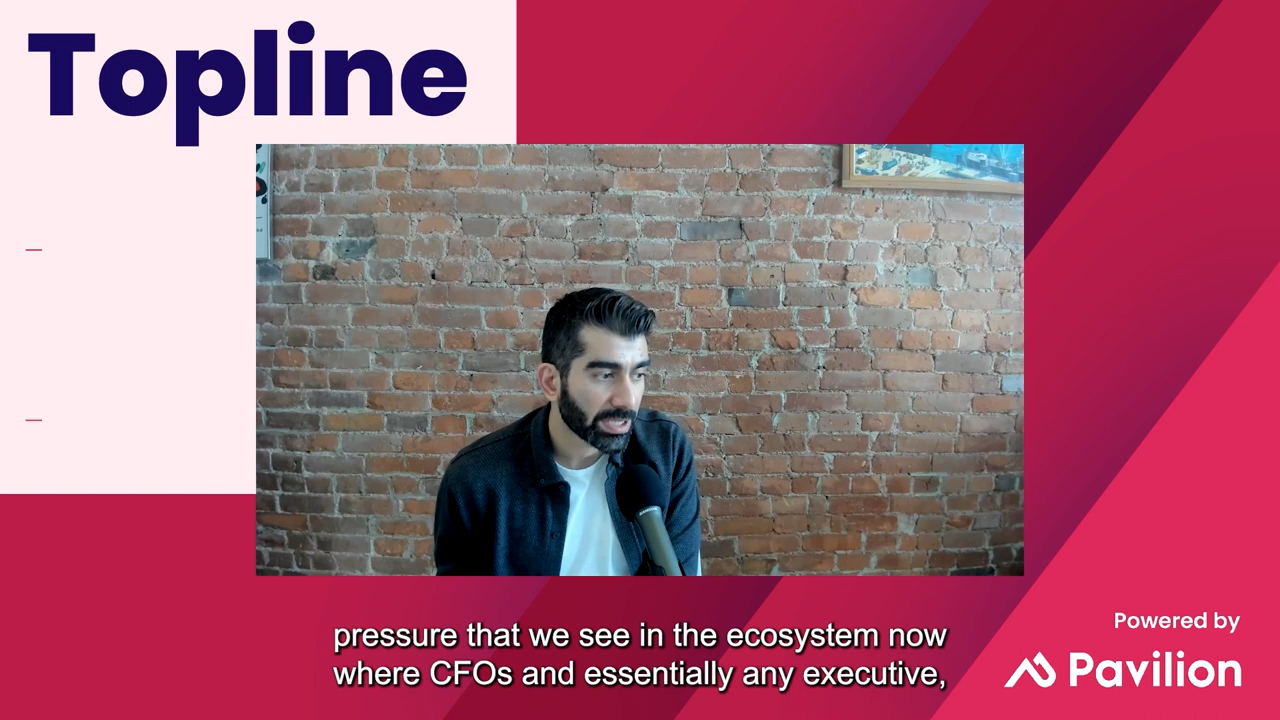 Topline
pressure that we see in the ecosystem now
where CFOs and essentially any executive,
Powered by
Pavilion